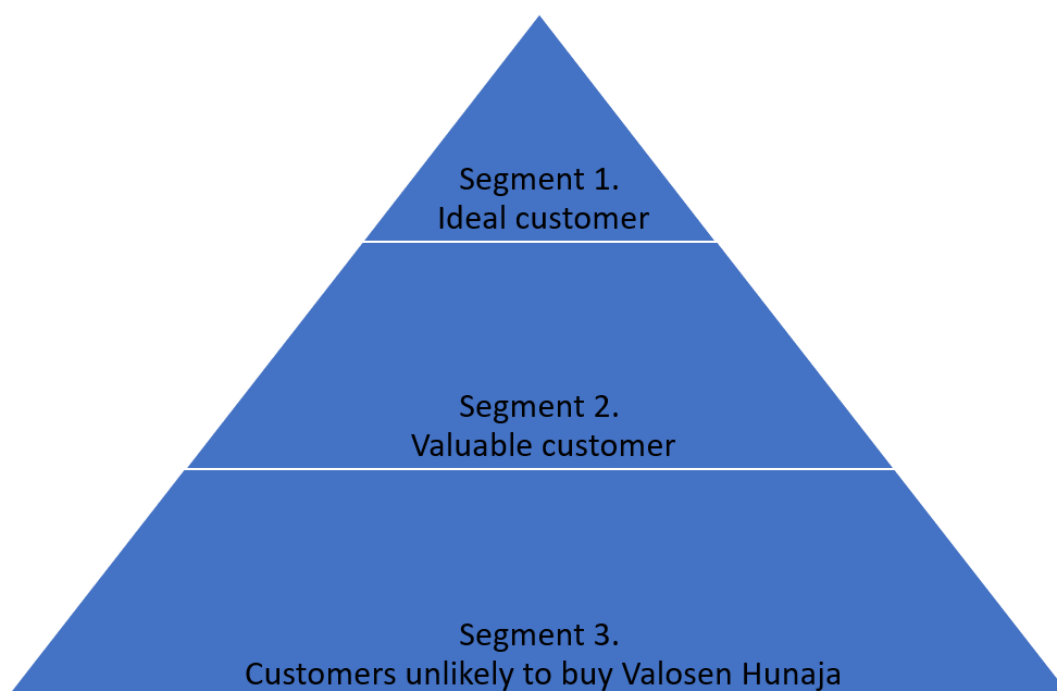 Segment 1.
Ideal customer
Segment 2.
Valuable customer
Segment 3.
Customers unlikely to buy Valosen Hunaja